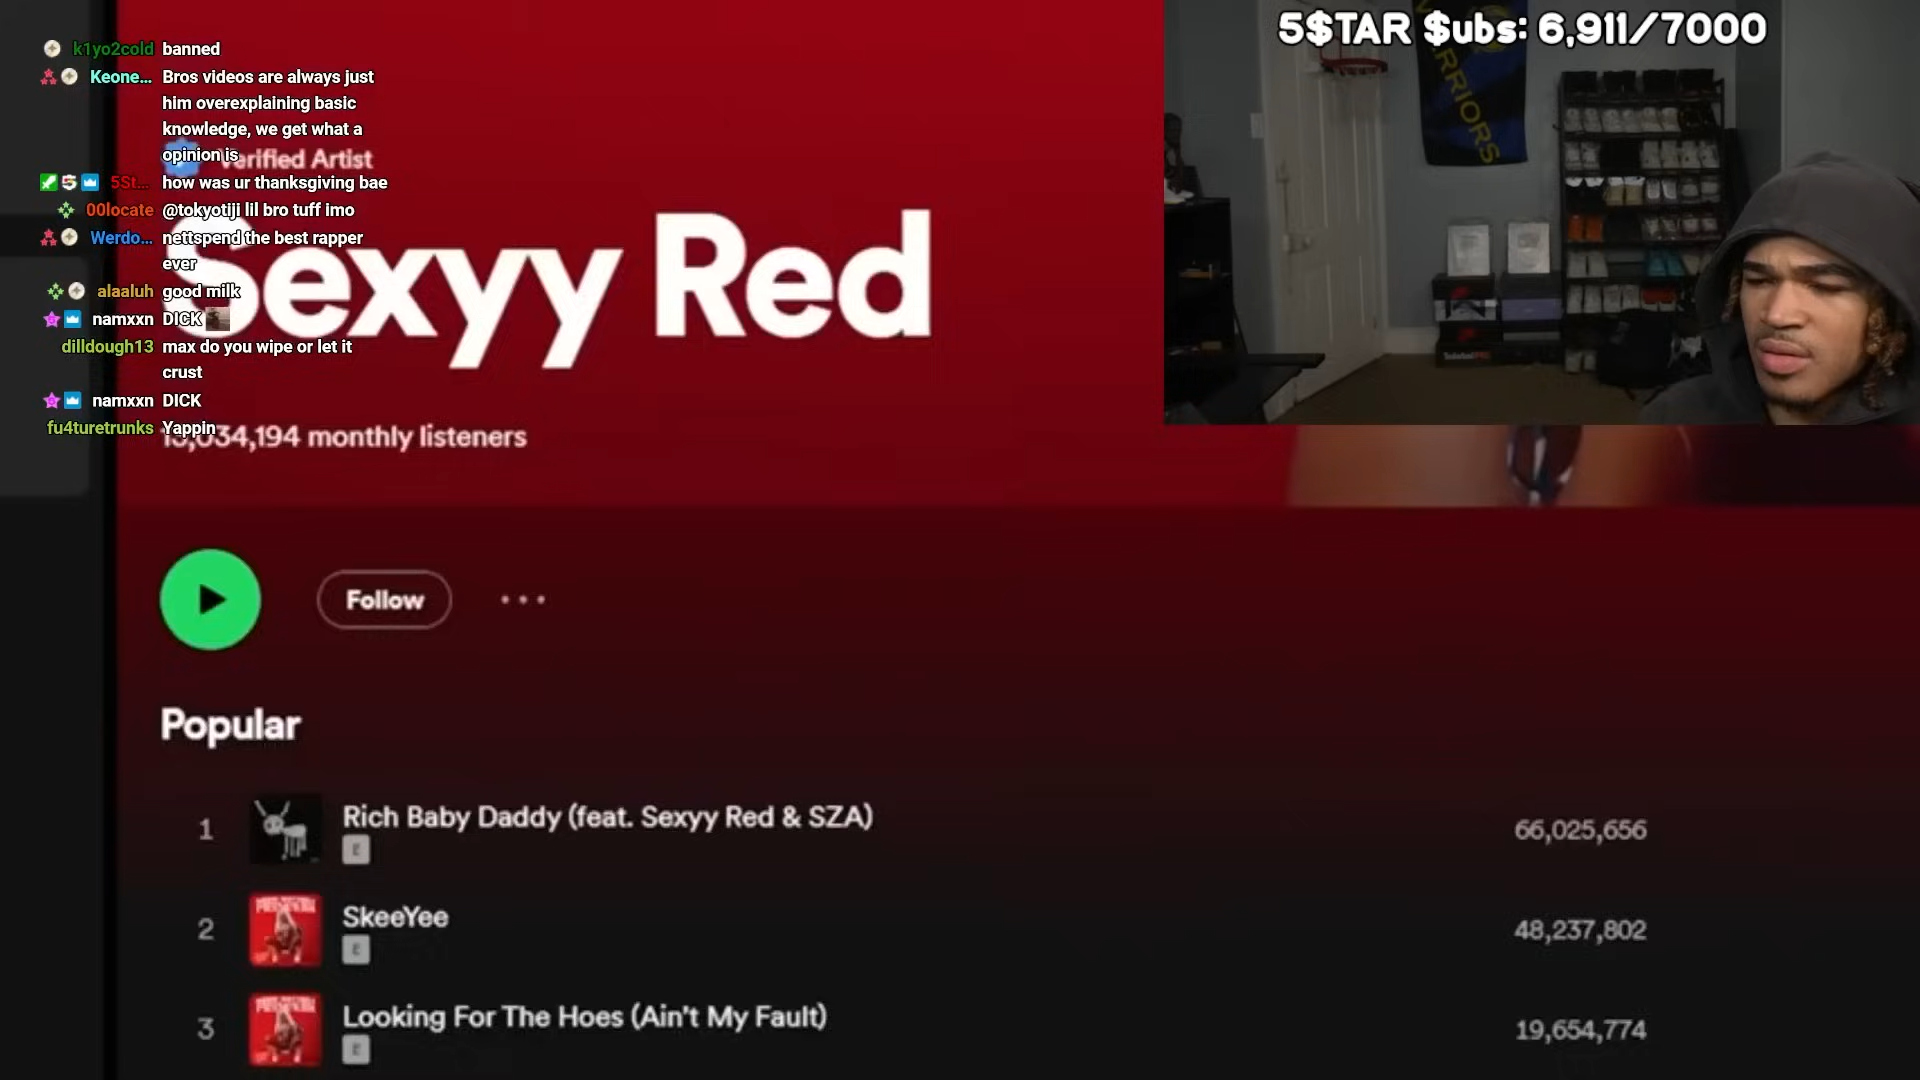 5$TAR $ubs: 6,911/7000
k1yo2cold banned
Keone... Bros videos are always just
him overexplaining basic
knowledge, we get what a
opinion is
Verified Artist
5St... how was ur thanksgiving bae
00locate @tokyotiji lil bro tuff imo
Werdo... nettspend the best rapper
ever
alaaluh good milk
namxxn DICK
dilldough13 max do you wipe or let it
crust
namxxn DICK
fu4turetrunks Yappin
Sexyy Red
034,194 monthly listeners
WARRIORS
Follow
Popular
1 Rich Baby Daddy (feat. Sexyy Red & SZA) 66,025,656
E
2 SkeeYee 48,237,802
E
3 Looking For The Hoes (Ain't My Fault) 19,654,774
E